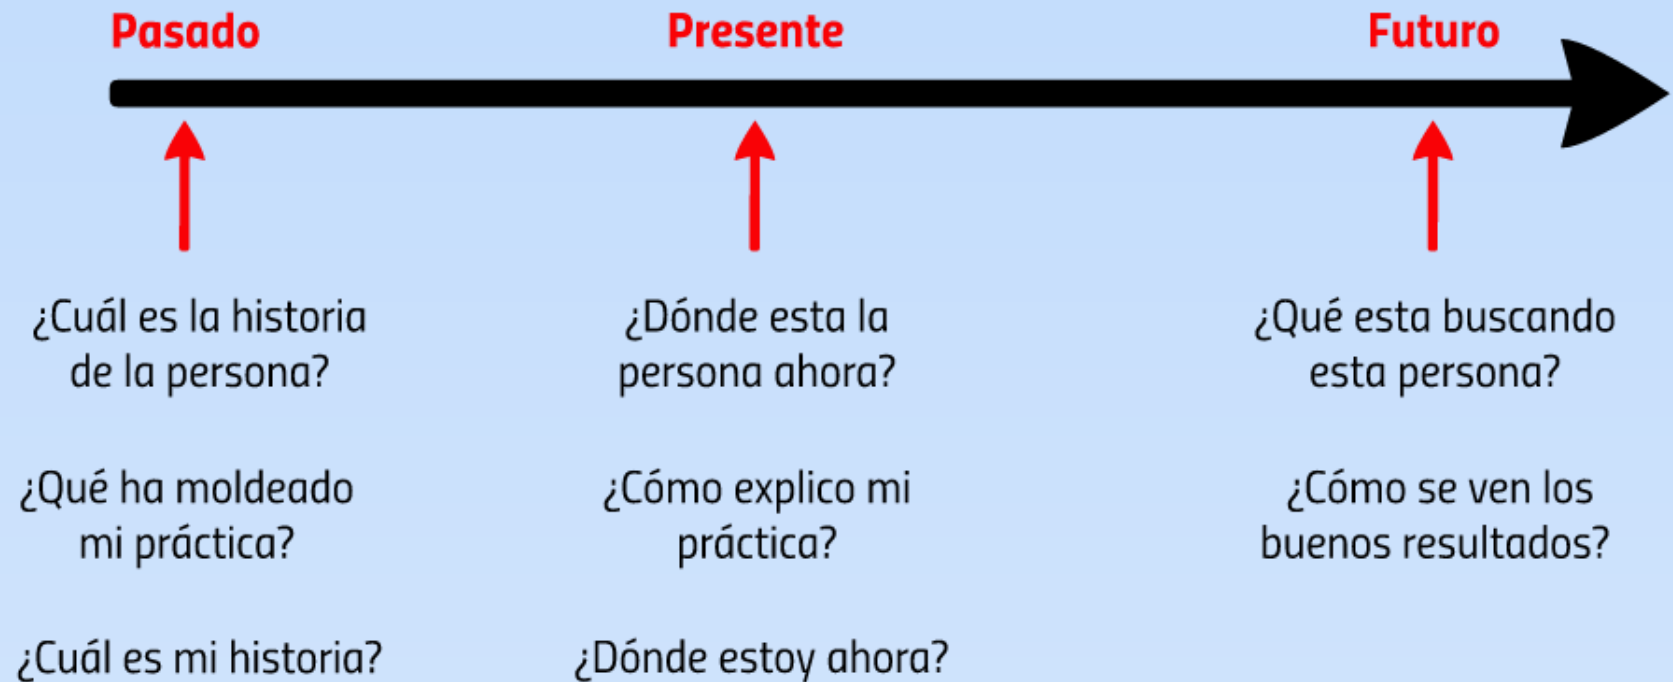 Pasado
Presente
Futuro
¿Cuál es la historia
de la persona?
¿Dónde esta la
persona ahora?
¿Qué esta buscando
esta persona?
¿Qué ha moldeado
mi práctica?
¿Cómo explico mi
práctica?
¿Cómo se ven los
buenos resultados?
¿Cuál es mi historia?
¿Dónde estoy ahora?